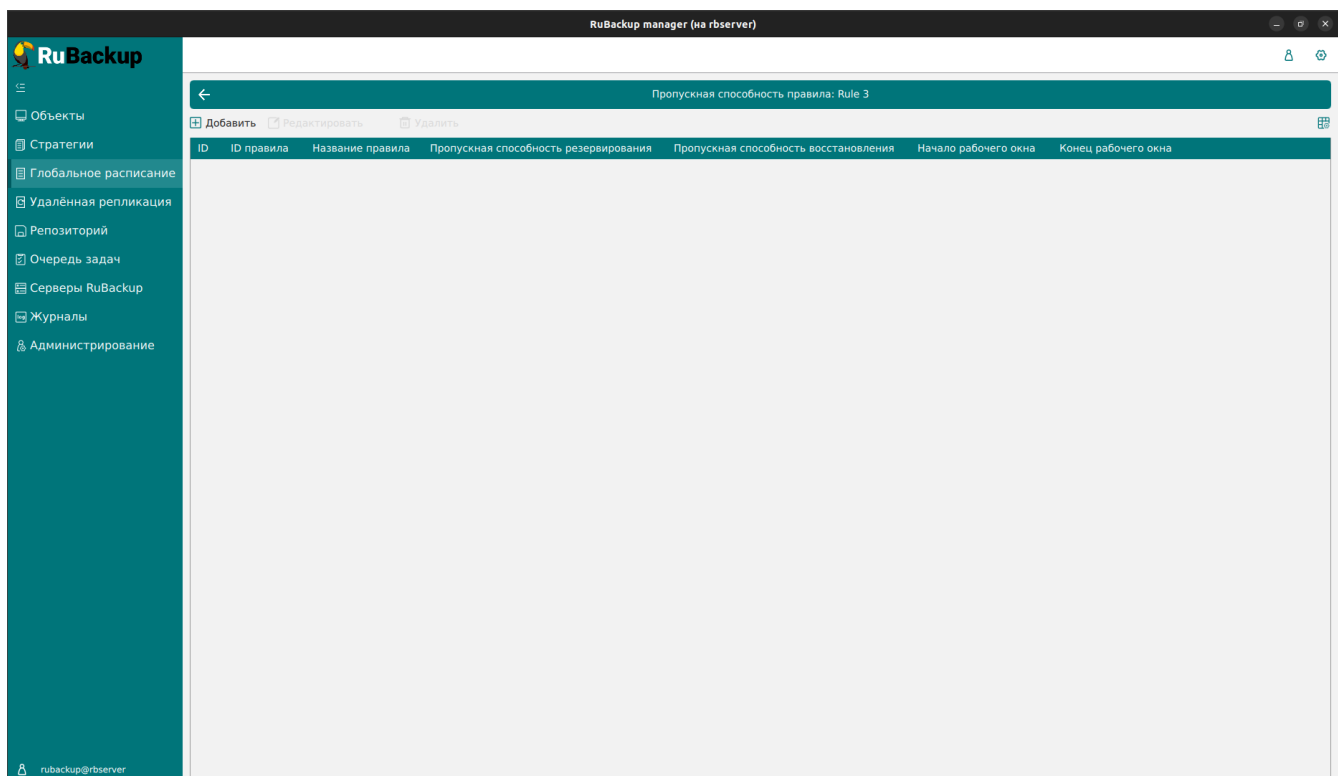 RuBackup manager (на rbserver)
RuBackup
Пропускная способность правила: Rule 3
Объекты
Стратегии
Глобальное расписание
Удалённая репликация
Репозиторий
Очередь задач
Серверы RuBackup
Журналы
Администрирование
Добавить Редактировать Удалить
ID ID правила Название правила Пропускная способность резервирования Пропускная способность восстановления Начало рабочего окна Конец рабочего окна
rubackup@rbserver